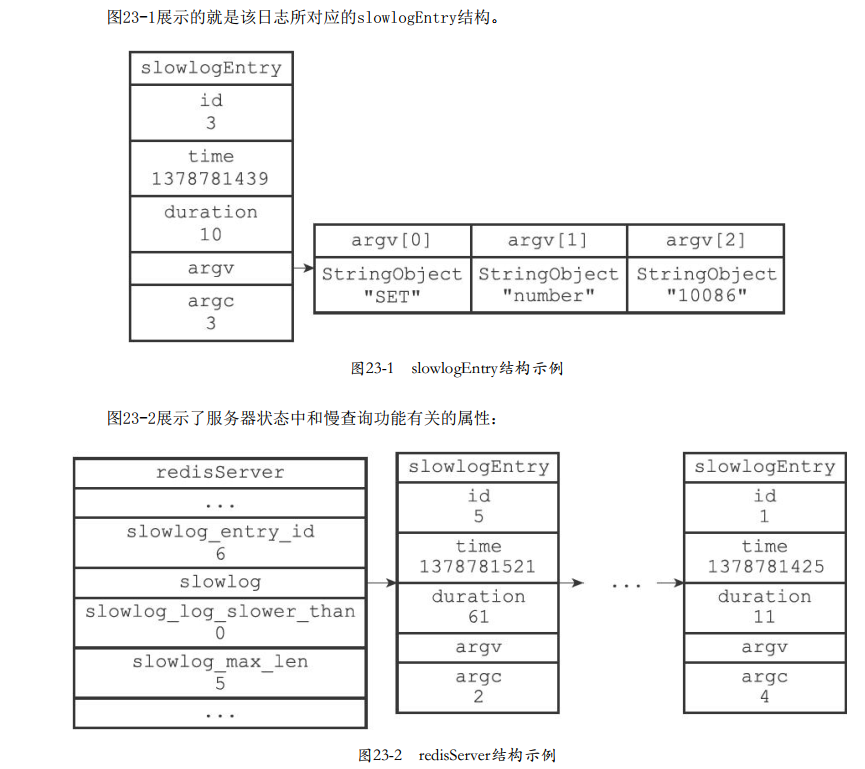 图23-1展示的就是该日志所对应的slowlogEntry结构。
slowlogEntry
id
3
time
1378781439
duration
10
argv
argc
3
argv[0]
argv[1]
argv[2]
StringObject
"SET"
StringObject
"number"
StringObject
"10086"
图23-1 slowlogEntry结构示例
图23-2展示了服务器状态中和慢查询功能有关的属性：
redisServer
...
slowlog_entry_id
6
slowlog
slowlog_log_slower_than
0
slowlog_max_len
5
...
slowlogEntry
id
5
time
1378781521
duration
61
argv
argc
2
...
slowlogEntry
id
1
time
1378781425
duration
11
argv
argc
4
图23-2 redisServer结构示例